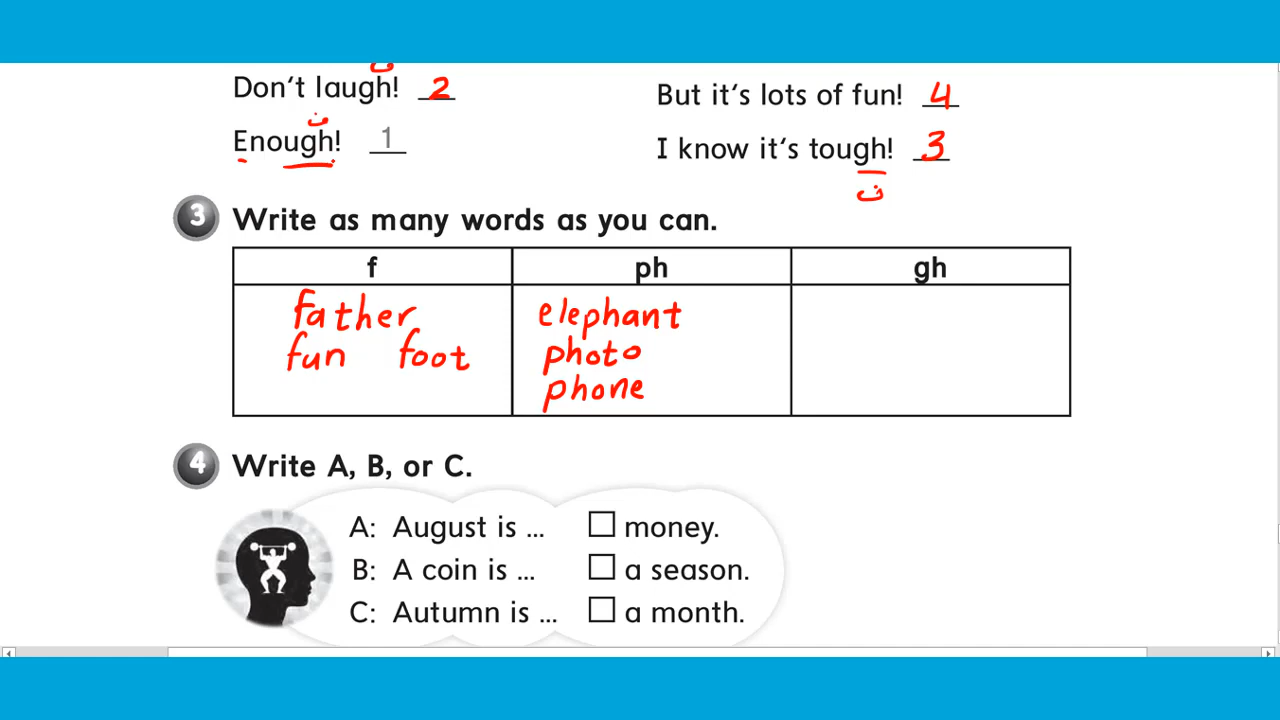 Don't laugh! 2
But it's lots of fun! 4
Enough! 1
I know it's tough! 3
ف
ف
ف
3 Write as many words as you can.
f ph gh
father elephant
fun foot photo
phone
4 Write A, B, or C.
A: August is ... □ money.
B: A coin is ... □ a season.
C: Autumn is ... □ a month.